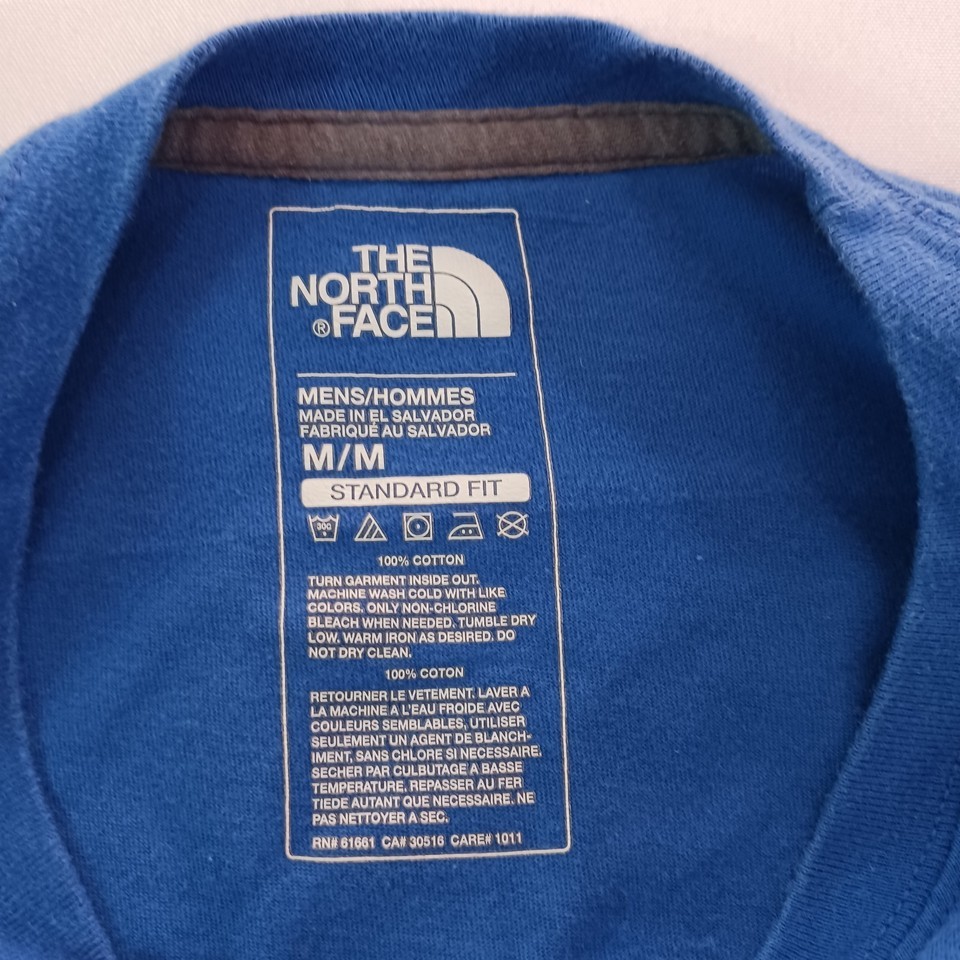 THE
NORTH
® FACE
MENS/HOMMES
MADE IN EL SALVADOR
FABRIQUÉ AU SALVADOR
M/M
STANDARD FIT
30C
100% COTTON
TURN GARMENT INSIDE OUT.
MACHINE WASH COLD WITH LIKE
COLORS. ONLY NON-CHLORINE
BLEACH WHEN NEEDED. TUMBLE DRY
LOW. WARM IRON AS DESIRED. DO
NOT DRY CLEAN.
100% COTON
RETOURNER LE VETEMENT. LAVER A
LA MACHINE A L'EAU FROIDE AVEC
COULEURS SEMBLABLES, UTILISER
SEULEMENT UN AGENT DE BLANCH-
IMENT, SANS CHLORE SI NECESSAIRE.
SECHER PAR CULBUTAGE A BASSE
TEMPERATURE. REPASSER AU FER
TIEDE AUTANT QUE NECESSAIRE. NE
PAS NETTOYER A SEC.
RN# 61661 CA# 30516 CARE# 1011